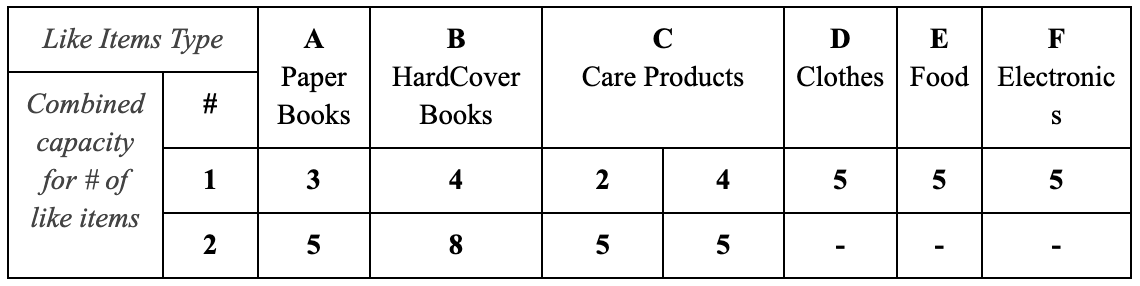 Like Items Type A B C D E F
Paper HardCover Care Products Clothes Food Electronic
Books Books s
Combined #
capacity
for # of 1 3 4 2 4 5 5 5
like items
2 5 8 5 5 - - -